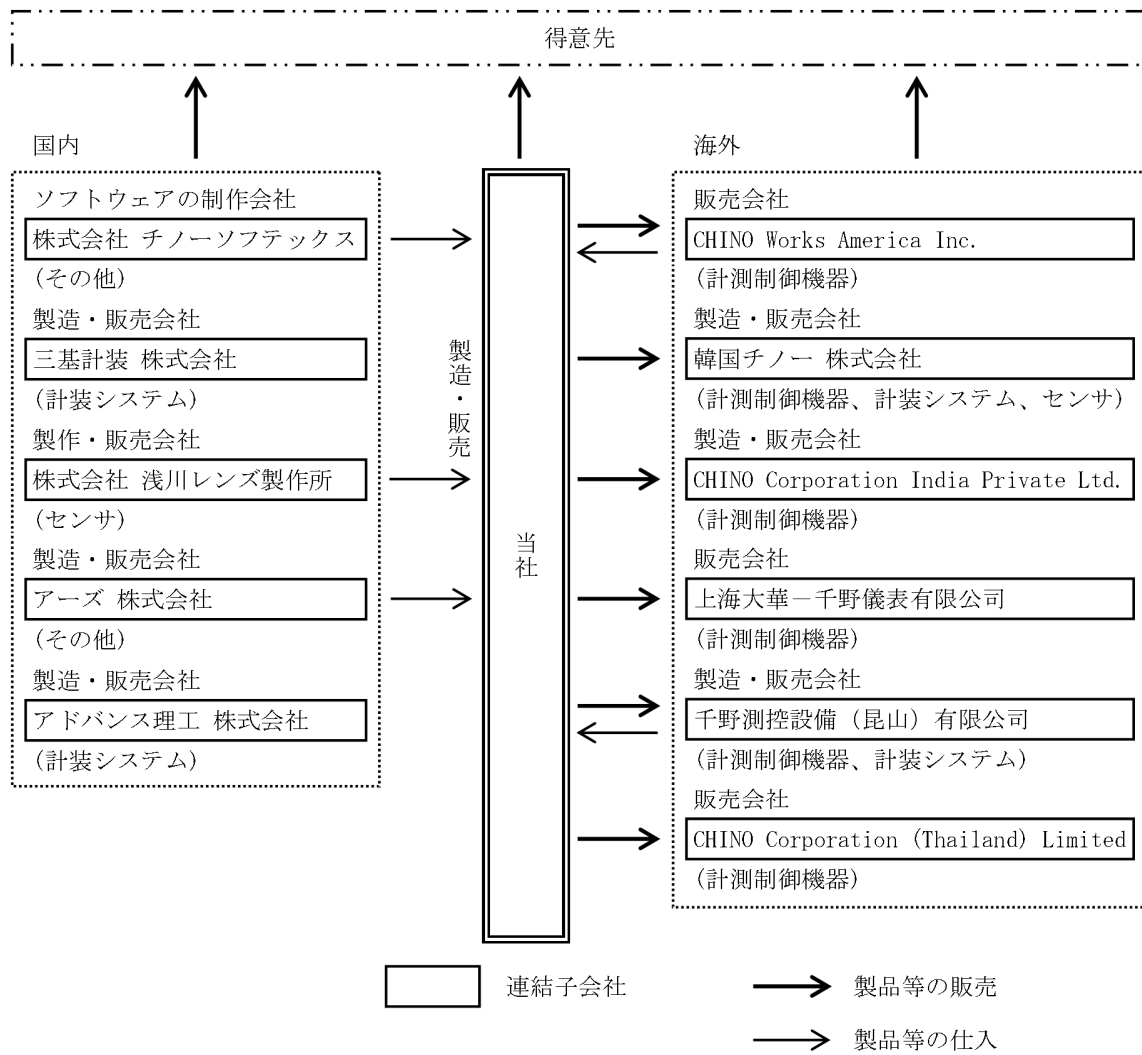 得意先
国内
ソフトウェアの制作会社
株式会社 チノーソフテックス
(その他)
製造・販売会社
三基計装 株式会社
(計装システム)
製作・販売会社
株式会社 浅川レンズ製作所
(センサ)
製造・販売会社
アーズ 株式会社
(その他)
製造・販売会社
アドバンス理工 株式会社
(計装システム)
製造・販売
当社
海外
販売会社
CHINO Works America Inc.
(計測制御機器)
製造・販売会社
韓国チノー 株式会社
(計測制御機器、計装システム、センサ)
製造・販売会社
CHINO Corporation India Private Ltd.
(計測制御機器)
販売会社
上海大華－千野儀表有限公司
(計測制御機器)
製造・販売会社
千野測控設備（昆山）有限公司
(計測制御機器、計装システム)
販売会社
CHINO Corporation (Thailand) Limited
(計測制御機器)
連結子会社
製品等の販売
製品等の仕入